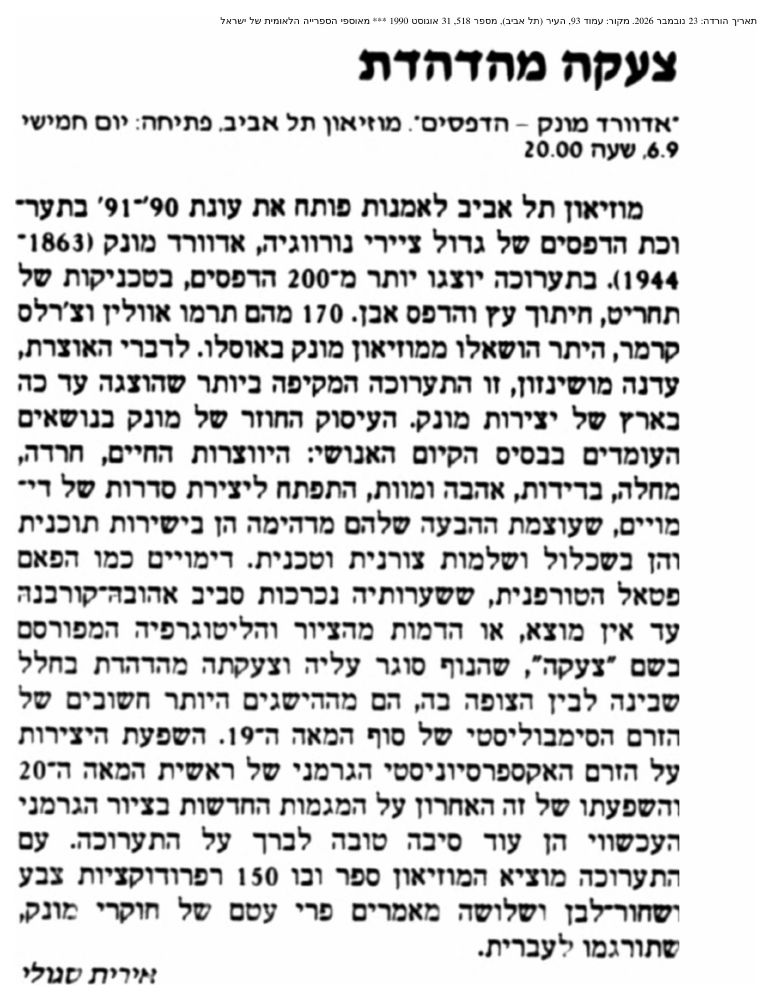 תאריך הורדה: 23 נובמבר 2026. מקור: עמוד 93, העיר (תל אביב), מספר 518, 31 אוגוסט 1990 *** מאוספי הספרייה הלאומית של ישראל
צעקה מהדהדת
"אדוורד מונק – הדפסים". מוזיאון תל אביב, פתיחה: יום חמישי
6.9, שעה 20.00
מוזיאון תל אביב לאמנות פותח את עונת 90'־91' בתער־
וכת הדפסים של גדול ציירי נורווגיה, אדוורד מונק (1863־
1944). בתערוכה יוצגו יותר מ־200 הדפסים, בטכניקות של
תחריט, חיתוך עץ והדפס אבן. 170 מהם תרמו אוולין וצ'רלס
קרמר, היתר הושאלו ממוזיאון מונק באוסלו. לדברי האוצרת,
עדנה מושינזון, זו התערוכה המקיפה ביותר שהוצגה עד כה
בארץ של יצירות מונק. העיסוק החוזר של מונק בנושאים
העומדים בבסיס הקיום האנושי: היווצרות החיים, חרדה,
מחלה, בדידות, אהבה ומוות, התפתח ליצירת סדרות של די־
מויים, שעוצמת ההבעה שלהם מדהימה הן בישירות תוכנית
והן בשכלול ושלמות צורנית וטכנית. דימויים כמו הפאם
פטאל הטורפנית, ששערותיה נכרכות סביב אהובהּ־קורבנהּ
עד אין מוצא, או הדמות מהציור והליטוגרפיה המפורסם
בשם "צעקה", שהנוף סוגר עליה וצעקתה מהדהדת בחלל
שבינה לבין הצופה בה, הם מההישגים היותר חשובים של
הזרם הסימבוליסטי של סוף המאה ה־19. השפעת היצירות
על הזרם האקספרסיוניסטי הגרמני של ראשית המאה ה־20
והשפעתו של זה האחרון על המגמות החדשות בציור הגרמני
העכשווי הן עוד סיבה טובה לברך על התערוכה. עם
התערוכה מוציא המוזיאון ספר ובו 150 רפרודוקציות צבע
ושחור־לבן ושלושה מאמרים פרי עטם של חוקרי מונק,
שתורגמו לעברית.
אירית סגולי